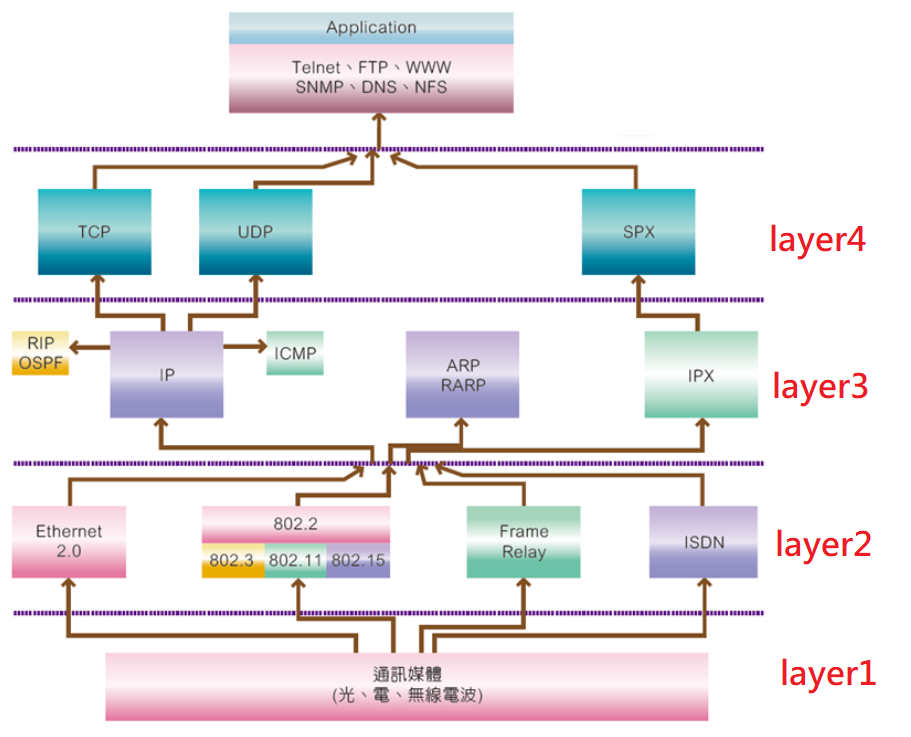 Application
Telnet、FTP、WWW
SNMP、DNS、NFS
TCP
UDP
SPX
layer4
RIP
OSPF
IP
ICMP
ARP
RARP
IPX
layer3
Ethernet
2.0
802.2
802.3
802.11
802.15
Frame
Relay
ISDN
layer2
通訊媒體
(光、電、無線電波)
layer1